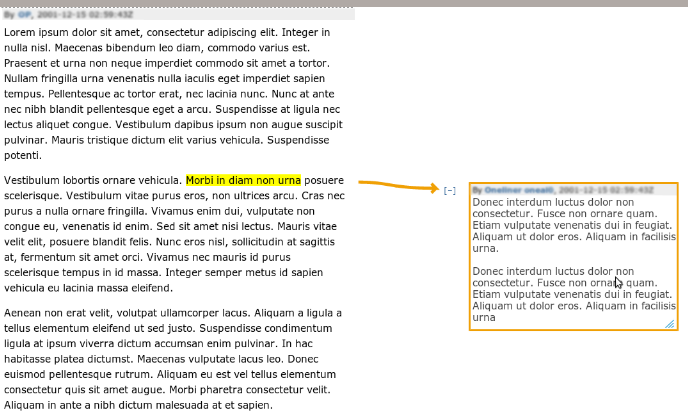 By OP, 2001-12-15 02:59:43Z
Lorem ipsum dolor sit amet, consectetur adipiscing elit. Integer in
nulla nisl. Maecenas bibendum leo diam, commodo varius est.
Praesent et urna non neque imperdiet commodo sit amet a tortor.
Nullam fringilla urna venenatis nulla iaculis eget imperdiet sapien
tempus. Pellentesque ac tortor erat, nec lacinia nunc. Nunc at ante
nec nibh blandit pellentesque eget a arcu. Suspendisse at ligula nec
lectus aliquet congue. Vestibulum dapibus ipsum non augue suscipit
pulvinar. Mauris tristique dictum elit varius vehicula. Suspendisse
potenti.
Vestibulum lobortis ornare vehicula. Morbi in diam non urna posuere
scelerisque. Vestibulum vitae purus eros, non ultrices arcu. Cras nec
purus a nulla ornare fringilla. Vivamus enim dui, vulputate non
congue eu, venenatis id enim. Sed sit amet nisi lectus. Mauris vitae
velit elit, posuere blandit felis. Nunc eros nisl, sollicitudin at sagittis
at, fermentum sit amet orci. Vivamus nec mauris id purus
scelerisque tempus in id massa. Integer semper metus id sapien
vehicula eu lacinia massa eleifend.
Aenean non erat velit, volutpat ullamcorper lacus. Aliquam a ligula a
tellus elementum eleifend ut sed justo. Suspendisse condimentum
ligula at ipsum viverra dictum accumsan enim pulvinar. In hac
habitasse platea dictumst. Maecenas vulputate lacus leo. Donec
euismod pellentesque rutrum. Aliquam eu est vel tellus elementum
consectetur quis sit amet augue. Morbi pharetra consectetur velit.
Aliquam in ante a nibh dictum malesuada at et sapien.
[-]
By
Donec interdum luctus dolor non
consectetur. Fusce non ornare quam.
Etiam vulputate venenatis dui in feugiat.
Aliquam ut dolor eros. Aliquam in facilisis
urna.
Donec interdum luctus dolor non
consectetur. Fusce non ornare quam.
Etiam vulputate venenatis dui in feugiat.
Aliquam ut dolor eros. Aliquam in facilisis
urna